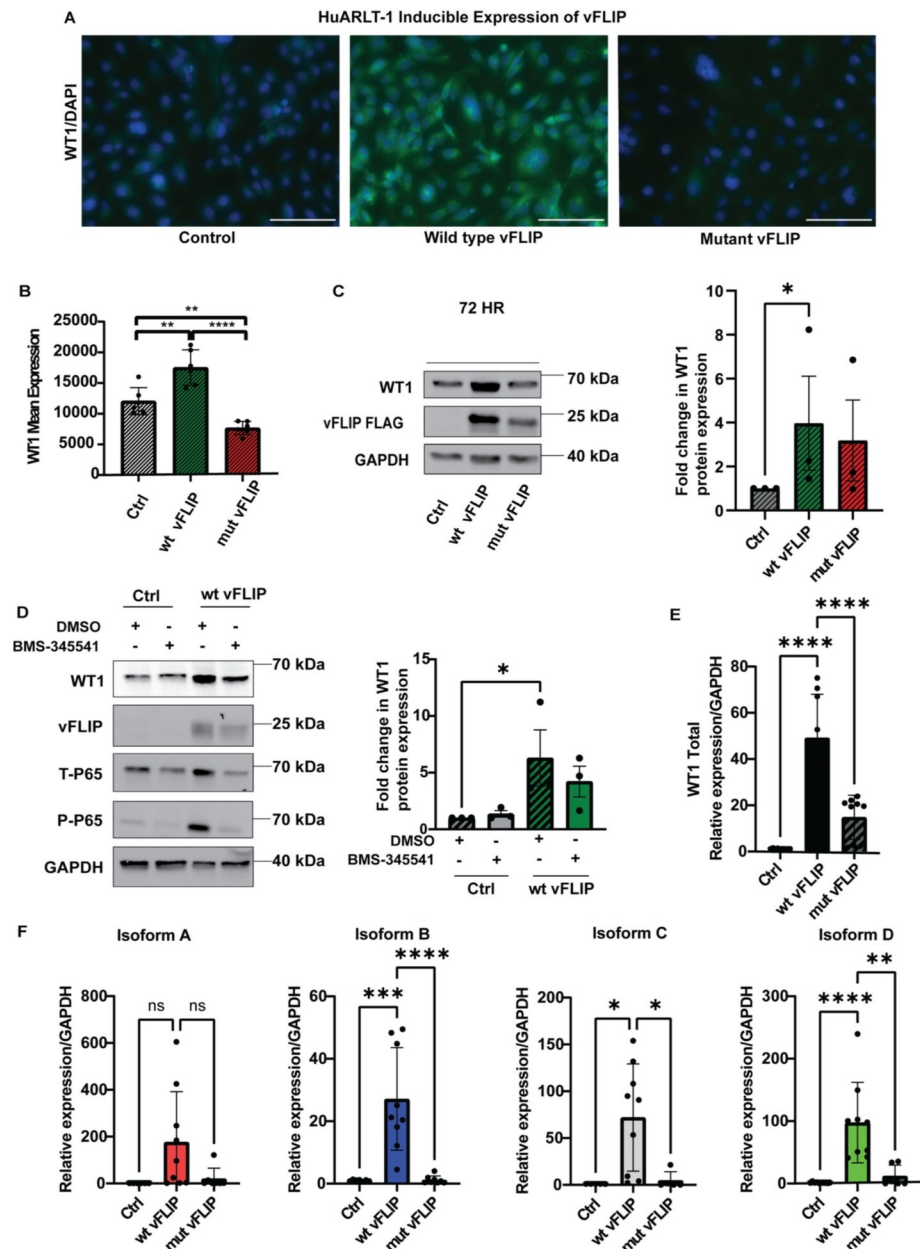 A
HuARLT-1 Inducible Expression of vFLIP
WT1/DAPI
Control
Wild type vFLIP
Mutant vFLIP
B
WT1 Mean Expression
25000
20000
15000
10000
5000
0
**
** ****
Ctrl
wt vFLIP
mut vFLIP
C
72 HR
WT1
70 kDa
vFLIP FLAG
25 kDa
GAPDH
40 kDa
Ctrl
wt vFLIP
mut vFLIP
Fold change in WT1
protein expression
10
8
6
4
2
0
*
Ctrl
wt vFLIP
mut vFLIP
D
Ctrl wt vFLIP
DMSO + - + -
BMS-345541 - + - +
WT1
70 kDa
vFLIP
25 kDa
T-P65
70 kDa
P-P65
70 kDa
GAPDH
40 kDa
Fold change in WT1
protein expression
15
10
5
0
*
DMSO + - + -
BMS-345541 - + - +
Ctrl wt vFLIP
E
WT1 Total
Relative expression/GAPDH
80
60
40
20
0
****
****
Ctrl
wt vFLIP
mut vFLIP
F
Isoform A
Relative expression/GAPDH
800
600
400
200
0
ns ns
Ctrl
wt vFLIP
mut vFLIP
Isoform B
Relative expression/GAPDH
60
40
20
0
****
***
Ctrl
wt vFLIP
mut vFLIP
Isoform C
Relative expression/GAPDH
200
150
100
50
0
* *
Ctrl
wt vFLIP
mut vFLIP
Isoform D
Relative expression/GAPDH
300
200
100
0
**
****
Ctrl
wt vFLIP
mut vFLIP